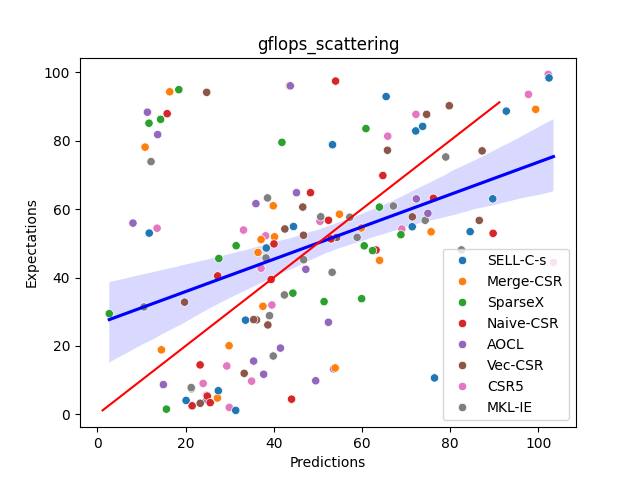 gflops_scattering
100
80
60
40
20
0
Expectations
0 20 40 60 80 100
Predictions
SELL-C-s
Merge-CSR
SparseX
Naive-CSR
AOCL
Vec-CSR
CSR5
MKL-IE